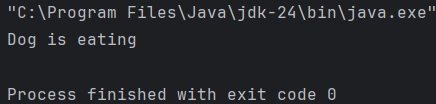 "C:\Program Files\Java\jdk-24\bin\java.exe"
Dog is eating
Process finished with exit code 0